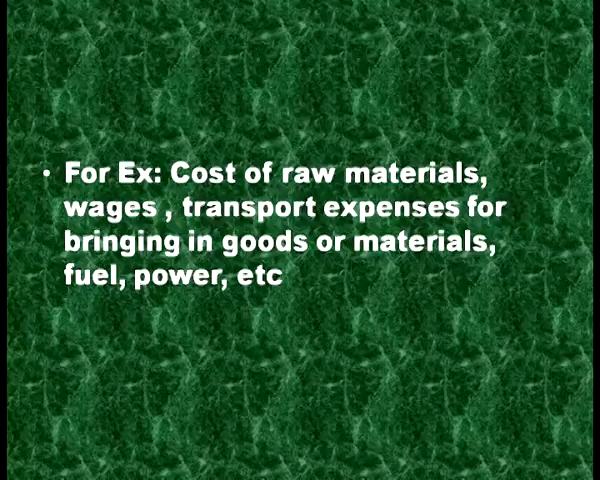 • For Ex: Cost of raw materials,
wages , transport expenses for
bringing in goods or materials,
fuel, power, etc